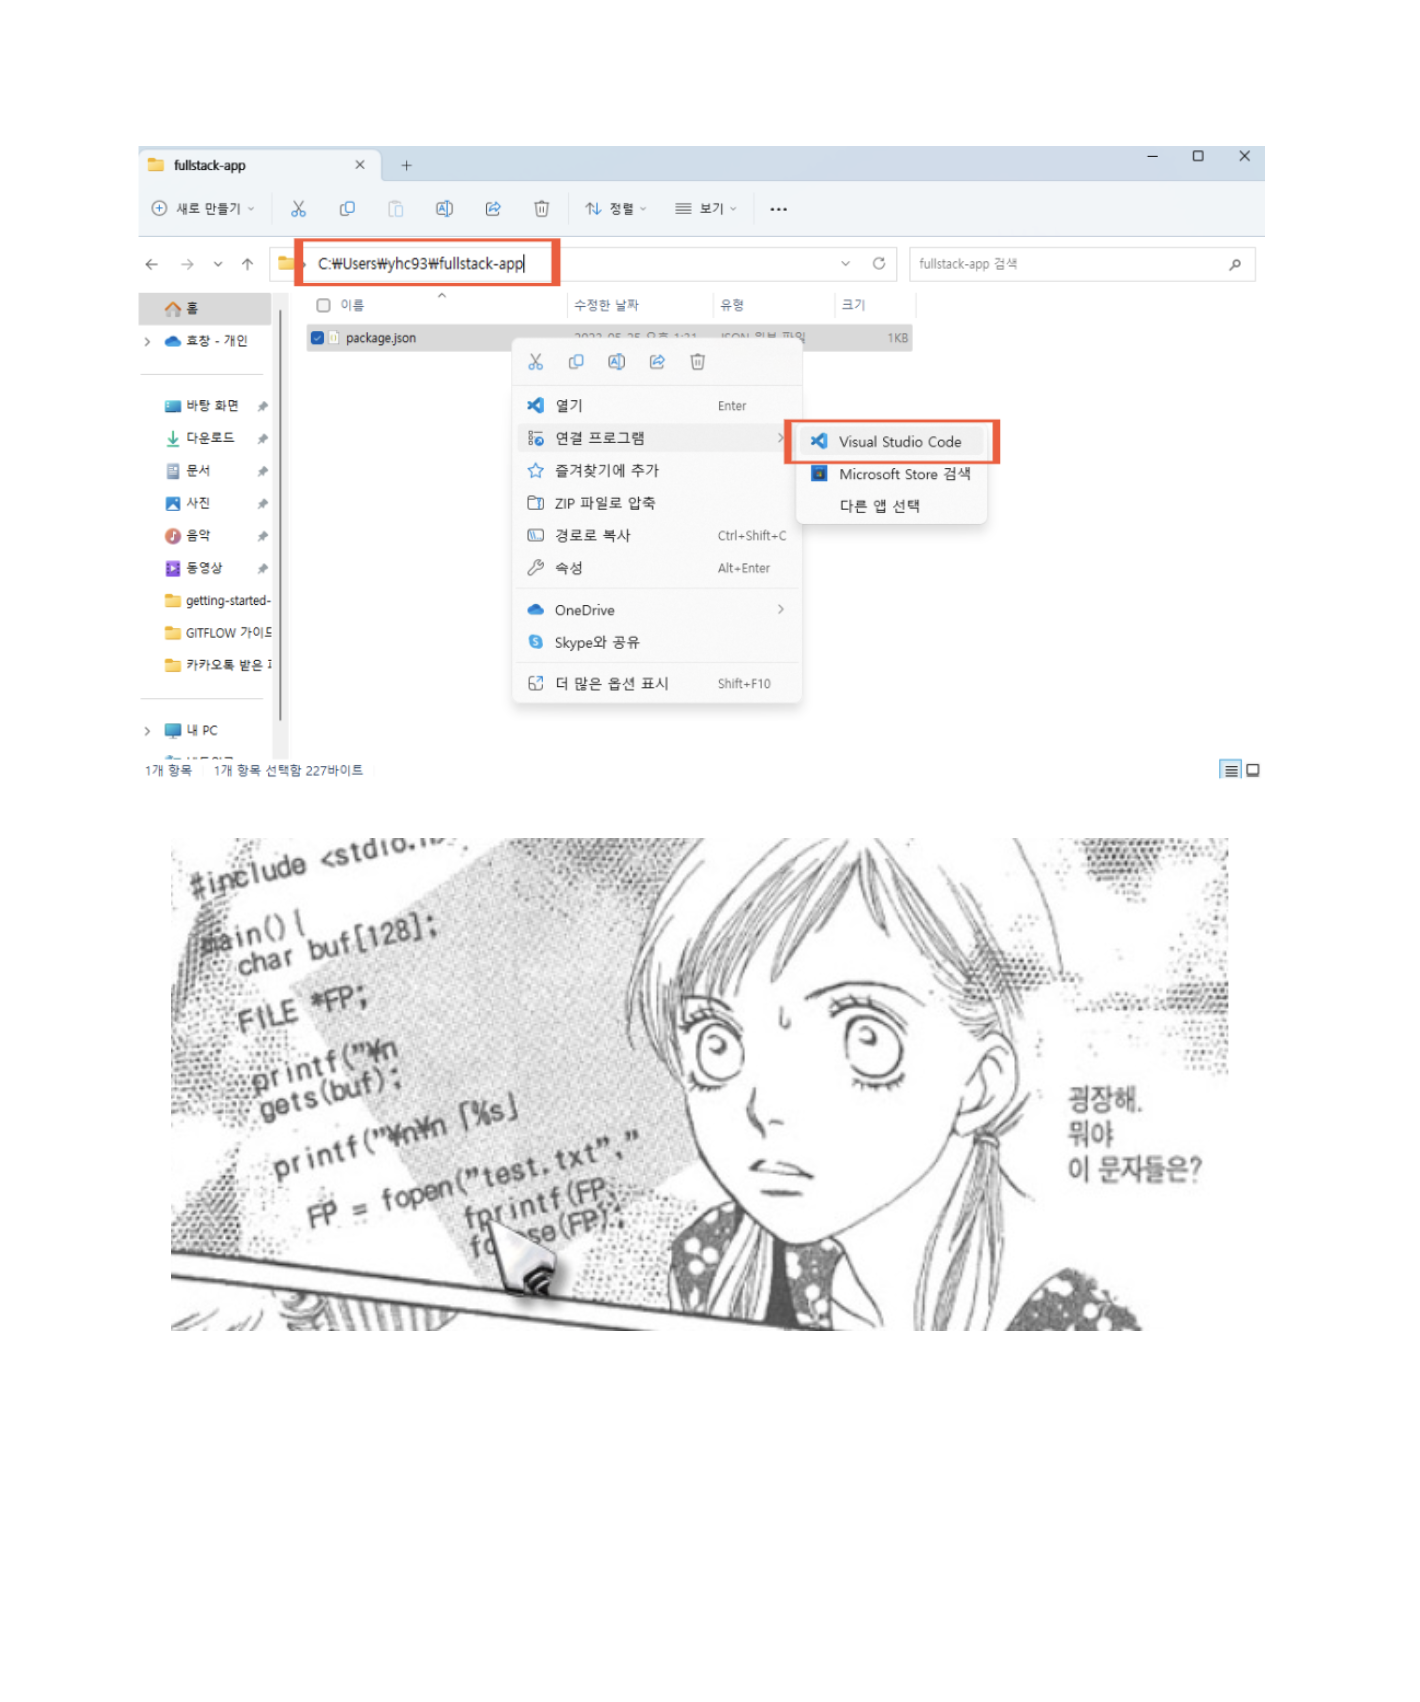 fullstack-app
새로 만들기
정렬
보기
C:₩Users₩yhc93₩fullstack-app
fullstack-app 검색
홈
이름
수정한 날짜
유형
크기
효창 - 개인
package.json
1KB
열기 Enter
바탕 화면
연결 프로그램
Visual Studio Code
다운로드
즐겨찾기에 추가
Microsoft Store 검색
문서
ZIP 파일로 압축
다른 앱 선택
사진
경로로 복사 Ctrl+Shift+C
음악
속성 Alt+Enter
동영상
getting-started-
OneDrive
GITFLOW 가이드
Skype와 공유
카카오톡 받은
더 많은 옵션 표시 Shift+F10
내 PC
1개 항목
1개 항목 선택함 227바이트
#include <stdio.h>
main(){
char buf[128];
FILE *FP;
printf("¥n
gets(buf);
printf("¥n¥n「%s」
FP = fopen("test.txt","
fprintf(FP,
fclose(FP);
굉장해.
뭐야
이 문자들은?